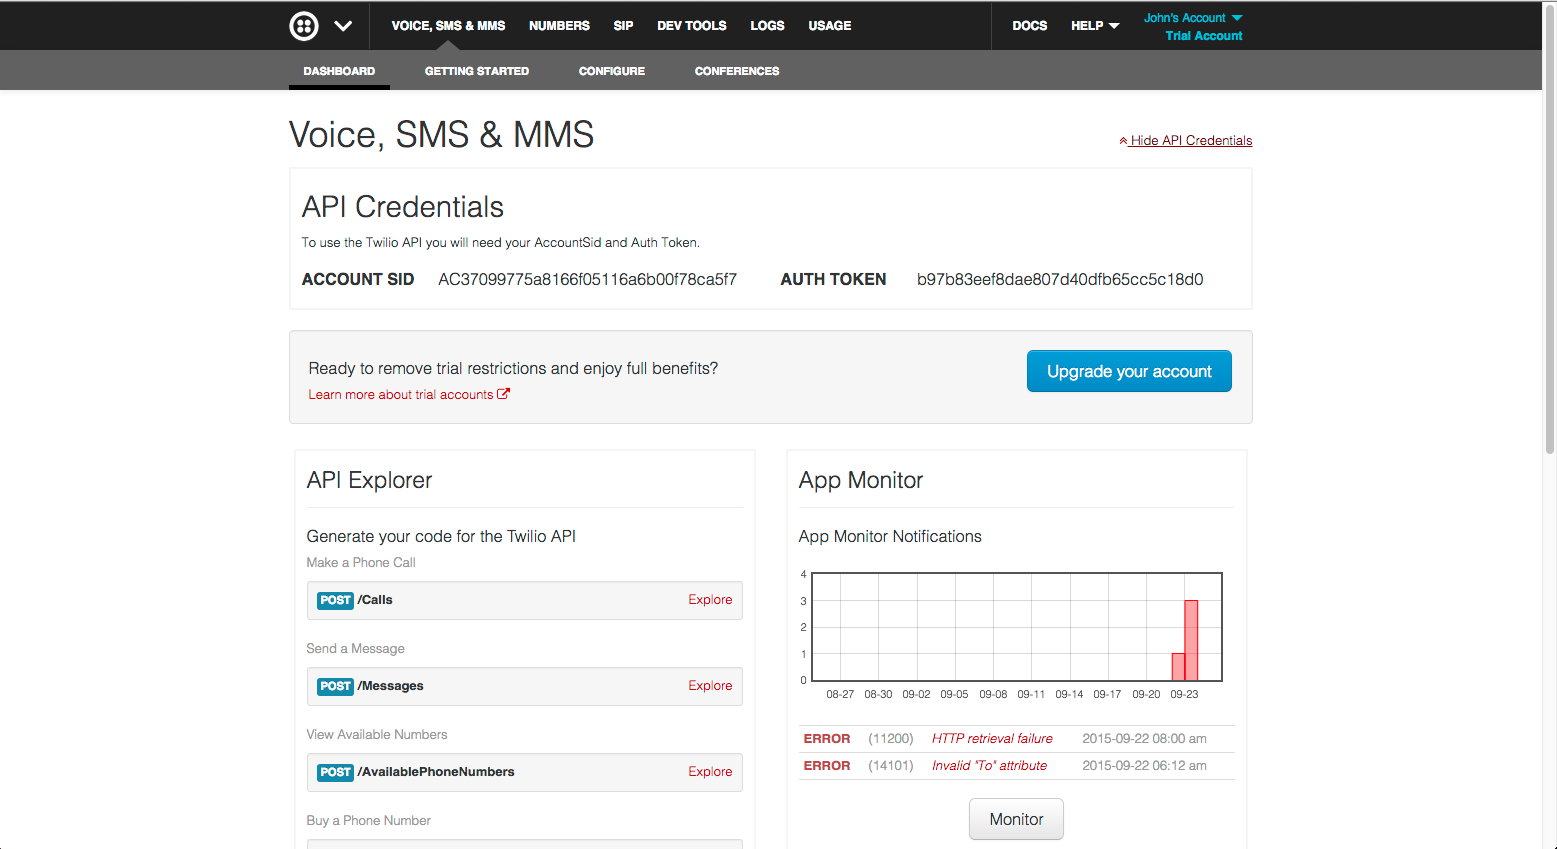 VOICE, SMS & MMS NUMBERS SIP DEV TOOLS LOGS USAGE DOCS HELP John's Account
Trial Account
DASHBOARD GETTING STARTED CONFIGURE CONFERENCES
Voice, SMS & MMS
Hide API Credentials
API Credentials
To use the Twilio API you will need your AccountSid and Auth Token.
ACCOUNT SID AC37099775a8166f05116a6b00f78ca5f7 AUTH TOKEN b97b83eef8dae807d40dfb65cc5c18d0
Ready to remove trial restrictions and enjoy full benefits?
Learn more about trial accounts
Upgrade your account
API Explorer
Generate your code for the Twilio API
Make a Phone Call
POST /Calls Explore
Send a Message
POST /Messages Explore
View Available Numbers
POST /AvailablePhoneNumbers Explore
Buy a Phone Number
App Monitor
App Monitor Notifications
4
3
2
1
0
08-27 08-30 09-02 09-05 09-08 09-11 09-14 09-17 09-20 09-23
ERROR (11200) HTTP retrieval failure 2015-09-22 08:00 am
ERROR (14101) Invalid "To" attribute 2015-09-22 06:12 am
Monitor